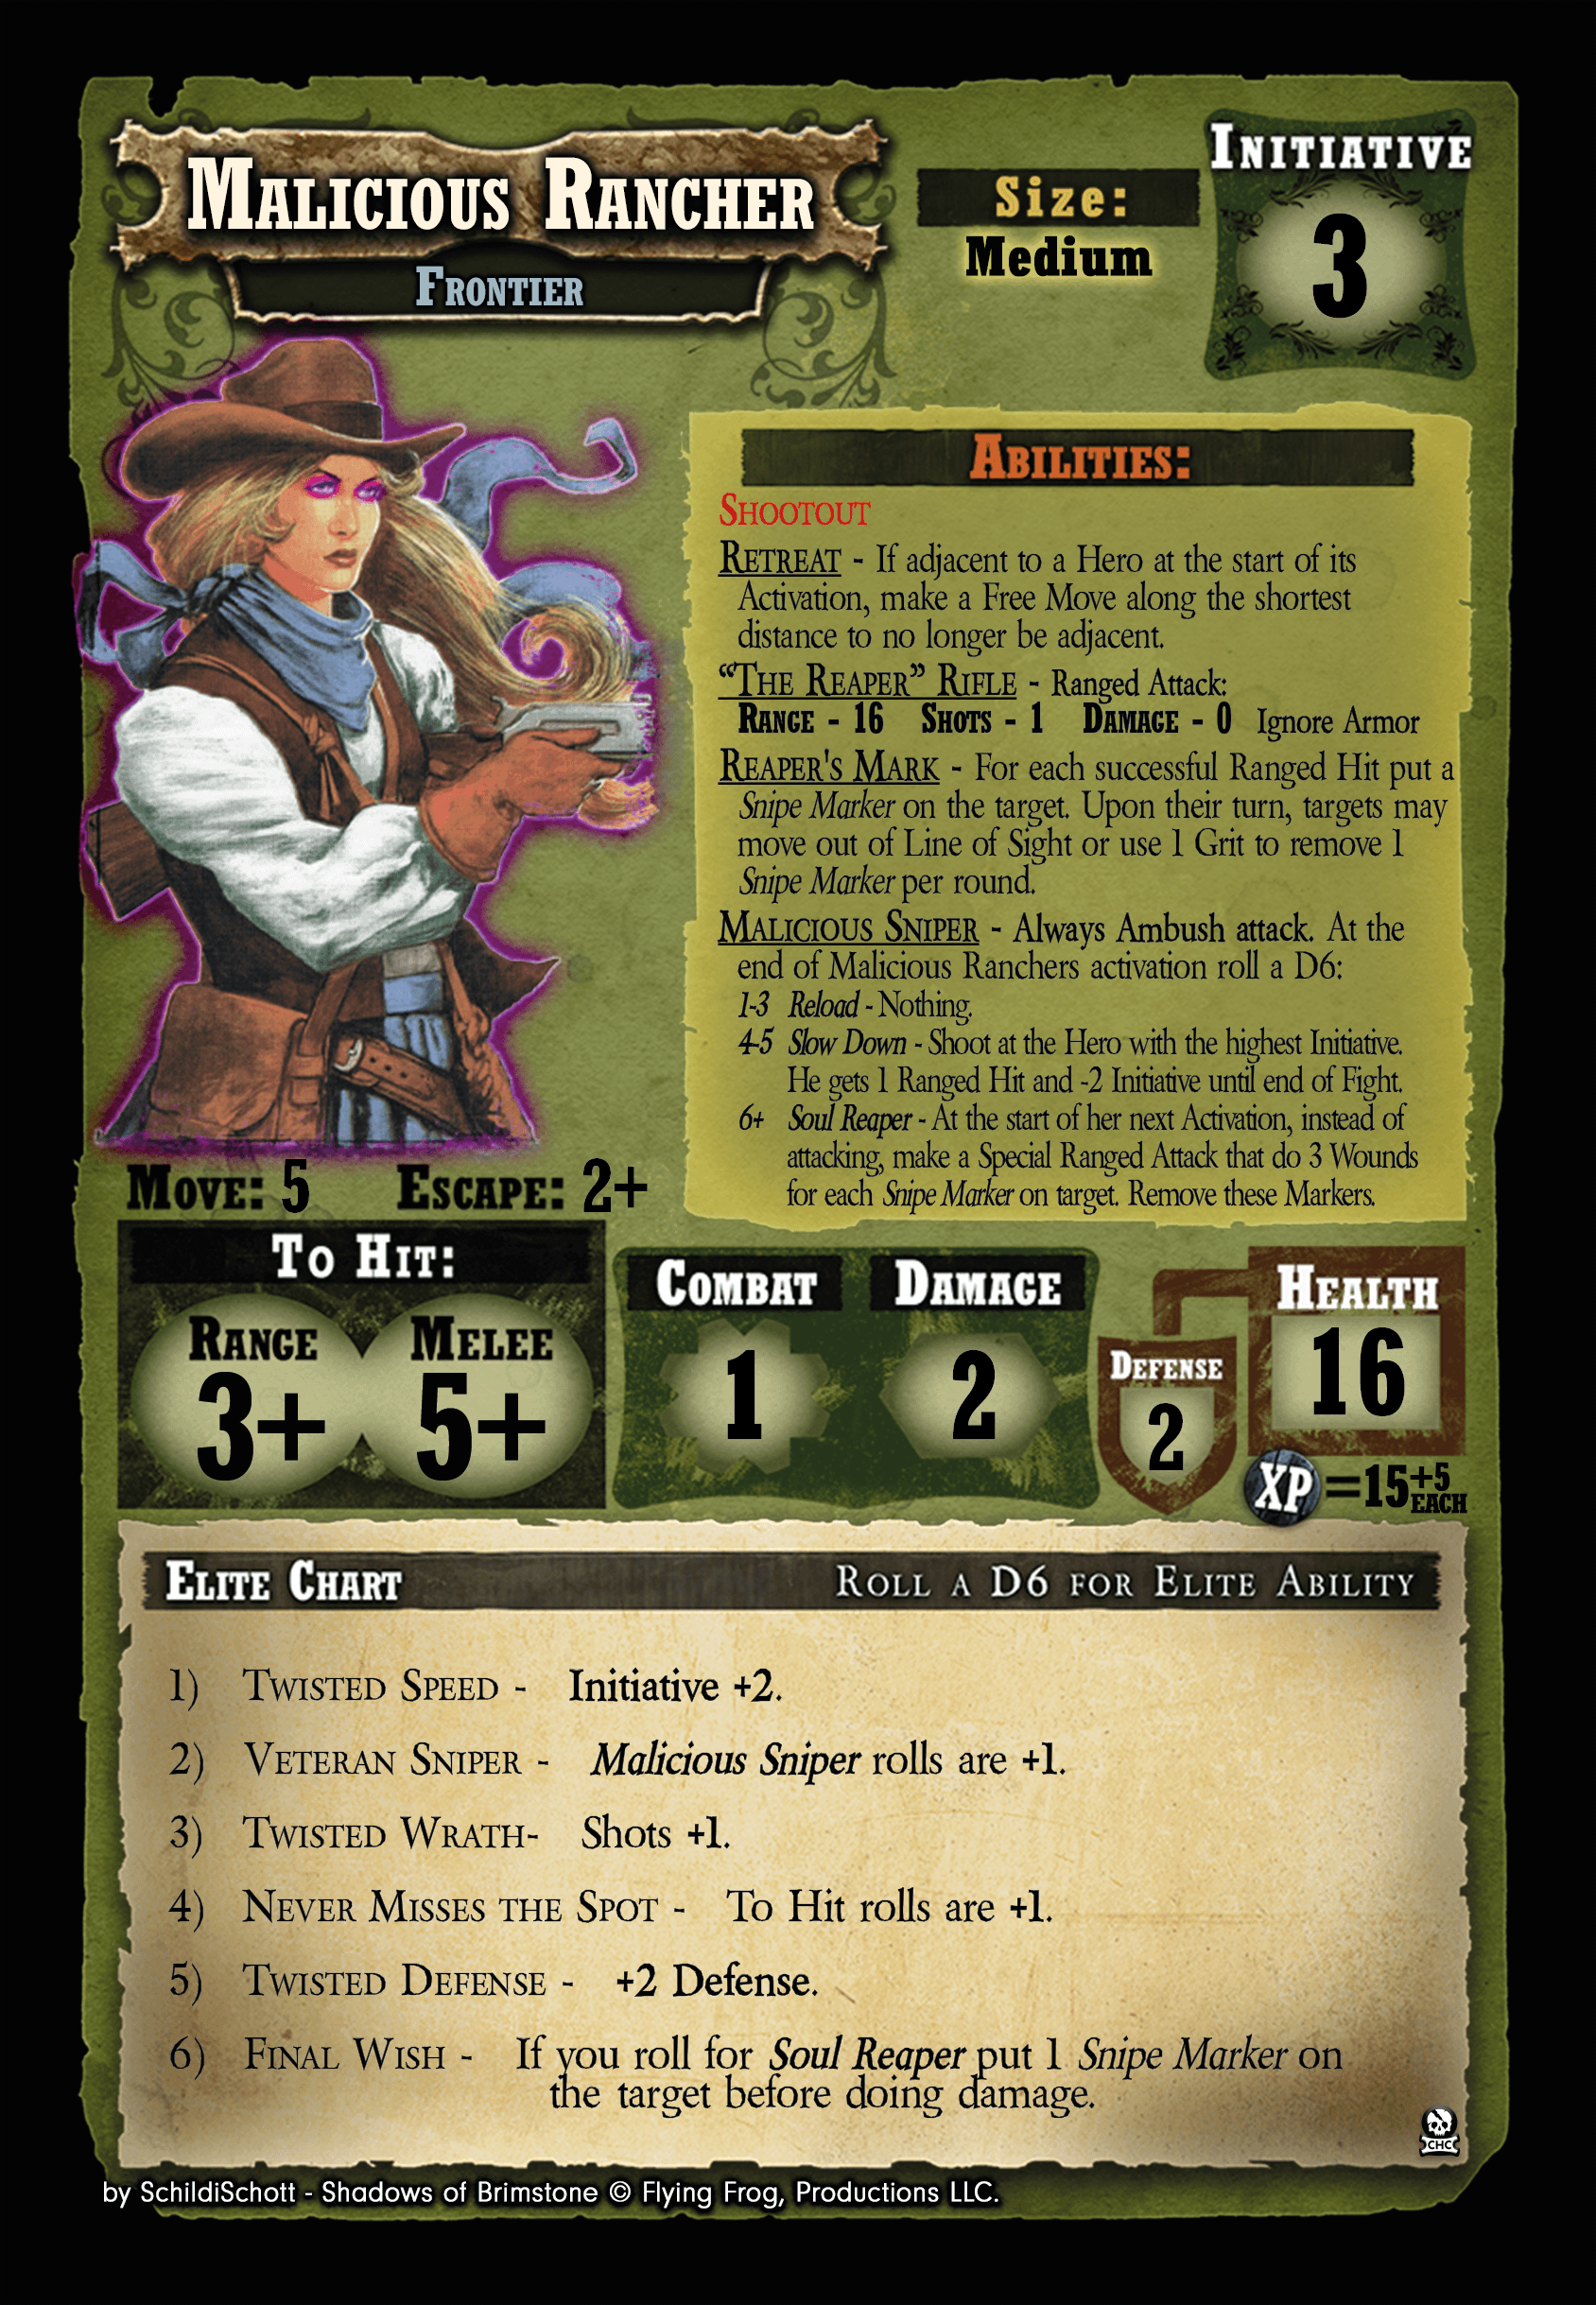 Malicious Rancher
Frontier
Size:
Medium
Initiative
3
Abilities:
Shootout
Retreat - If adjacent to a Hero at the start of its
Activation, make a Free Move along the shortest
distance to no longer be adjacent.
“The Reaper” Rifle - Ranged Attack:
Range - 16 Shots - 1 Damage - 0 Ignore Armor
Reaper's Mark - For each successful Ranged Hit put a
Snipe Marker on the target. Upon their turn, targets may
move out of Line of Sight or use 1 Grit to remove 1
Snipe Marker per round.
Malicious Sniper - Always Ambush attack. At the
end of Malicious Ranchers activation roll a D6:
1-3 Reload - Nothing.
4-5 Slow Down - Shoot at the Hero with the highest Initiative.
He gets 1 Ranged Hit and -2 Initiative until end of Fight.
6+ Soul Reaper - At the start of her next Activation, instead of
attacking, make a Special Ranged Attack that do 3 Wounds
for each Snipe Marker on target. Remove these Markers.
Move: 5 Escape: 2+
To Hit:
Range
3+
Melee
5+
Combat
1
Damage
2
Defense
2
Health
16
XP =15 +5 EACH
Elite Chart Roll a D6 for Elite Ability
1) Twisted Speed - Initiative +2.
2) Veteran Sniper - Malicious Sniper rolls are +1.
3) Twisted Wrath- Shots +1.
4) Never Misses the Spot - To Hit rolls are +1.
5) Twisted Defense - +2 Defense.
6) Final Wish - If you roll for Soul Reaper put 1 Snipe Marker on
the target before doing damage.
CHC
by SchildiSchott - Shadows of Brimstone © Flying Frog, Productions LLC.